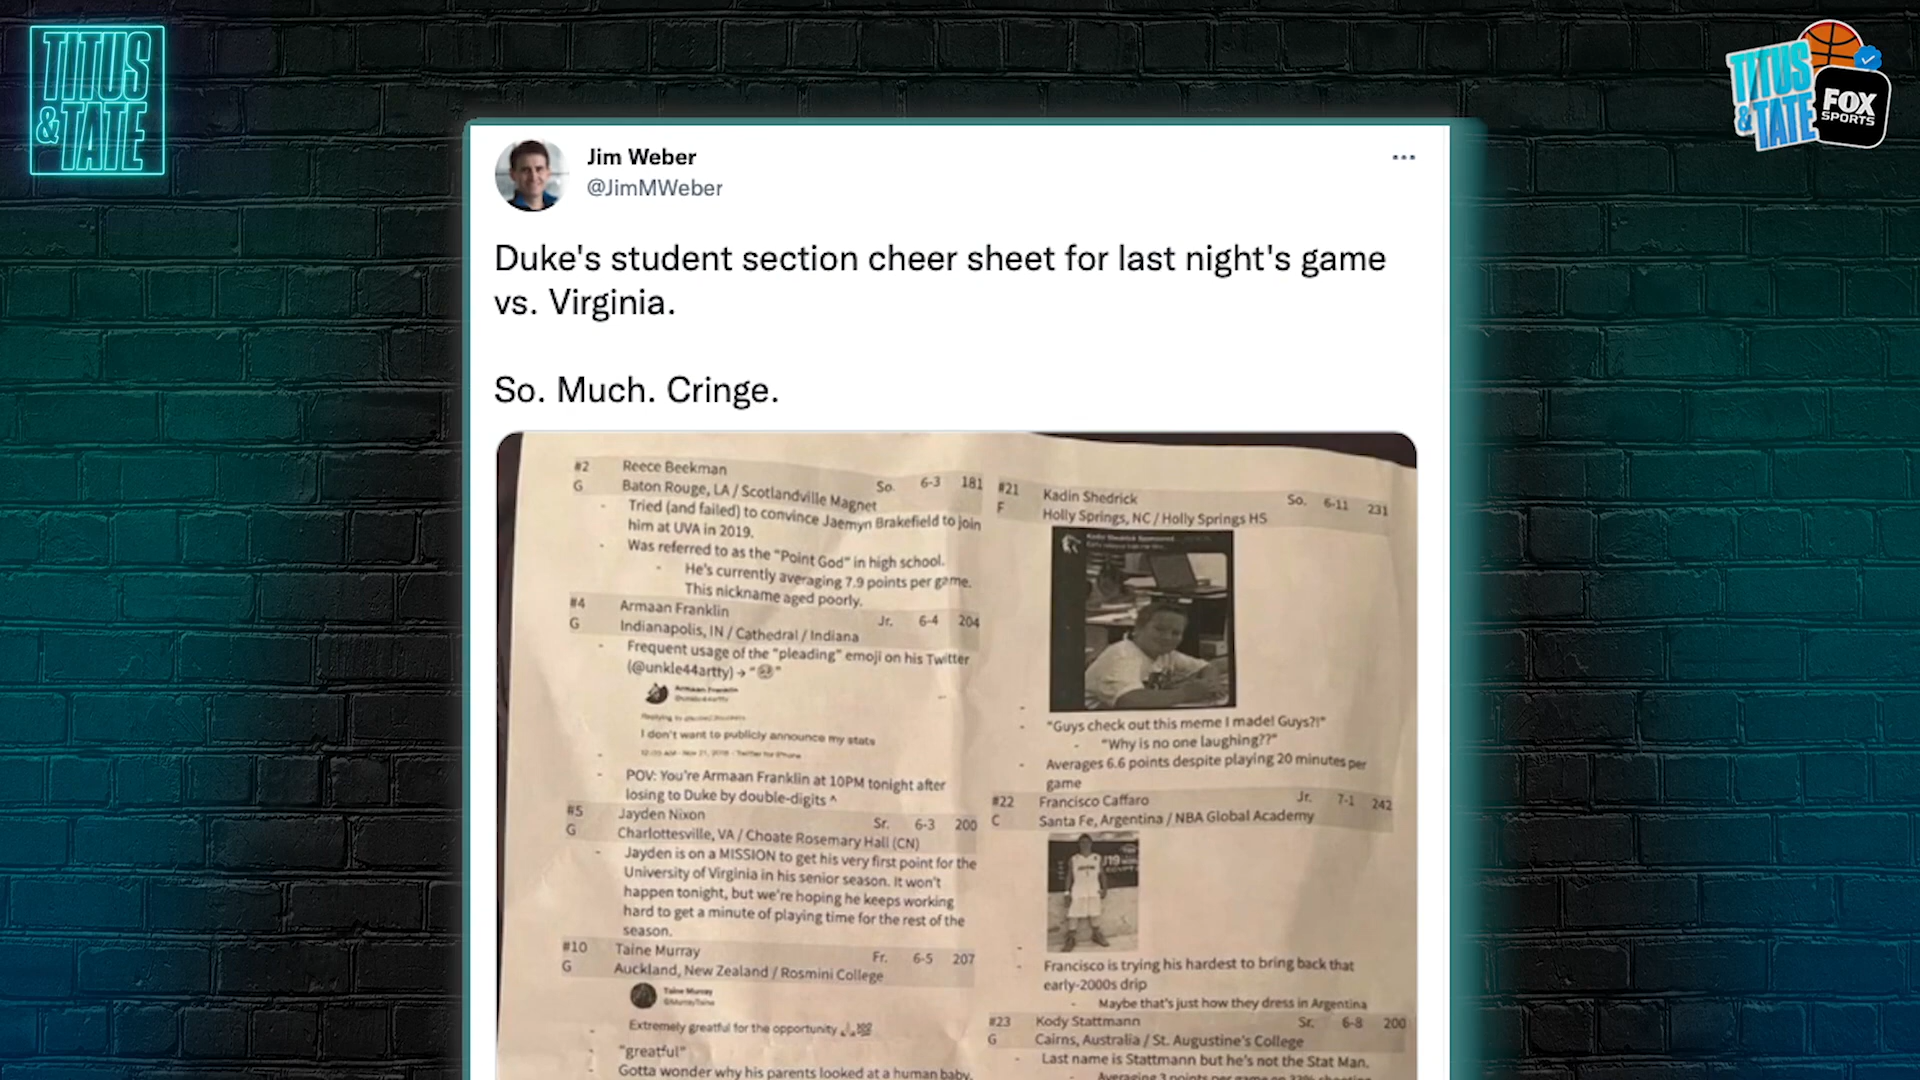 TITUS
& TATE
TITUS
& TATE
FOX
SPORTS
Jim Weber
@JimMWeber
Duke's student section cheer sheet for last night's game
vs. Virginia.
So. Much. Cringe.
#2 Reece Beekman So. 6-3 181
G Baton Rouge, LA / Scotlandville Magnet
- Tried (and failed) to convince Jaemyn Brakefield to join
him at UVA in 2019.
- Was referred to as the "Point God" in high school.
- He's currently averaging 7.9 points per game.
This nickname aged poorly.
#4 Armaan Franklin Jr. 6-4 204
G Indianapolis, IN / Cathedral / Indiana
- Frequent usage of the "pleading" emoji on his Twitter
(@unkle44artty) → "🥺"
Armaan Franklin
I don't want to publicly announce my stats
- POV: You're Armaan Franklin at 10PM tonight after
losing to Duke by double-digits ^
#5 Jayden Nixon Sr. 6-3 200
G Charlottesville, VA / Choate Rosemary Hall (CN)
- Jayden is on a MISSION to get his very first point for the
University of Virginia in his senior season. It won't
happen tonight, but we're hoping he keeps working
hard to get a minute of playing time for the rest of the
season.
#10 Taine Murray Fr. 6-5 207
G Auckland, New Zealand / Rosmini College
Taine Murray
@MurrayTaine
Extremely greatful for the opportunity
- "greatful"
- Gotta wonder why his parents looked at a human baby,
#21 Kadin Shedrick So. 6-11 231
F Holly Springs, NC / Holly Springs HS
- "Guys check out this meme I made! Guys?!"
- "Why is no one laughing??"
- Averages 6.6 points despite playing 20 minutes per
game
#22 Francisco Caffaro Jr. 7-1 242
C Santa Fe, Argentina / NBA Global Academy
- Francisco is trying his hardest to bring back that
early-2000s drip
- Maybe that's just how they dress in Argentina
#23 Kody Stattmann Sr. 6-8 200
G Cairns, Australia / St. Augustine's College
- Last name is Stattmann but he's not the Stat Man.